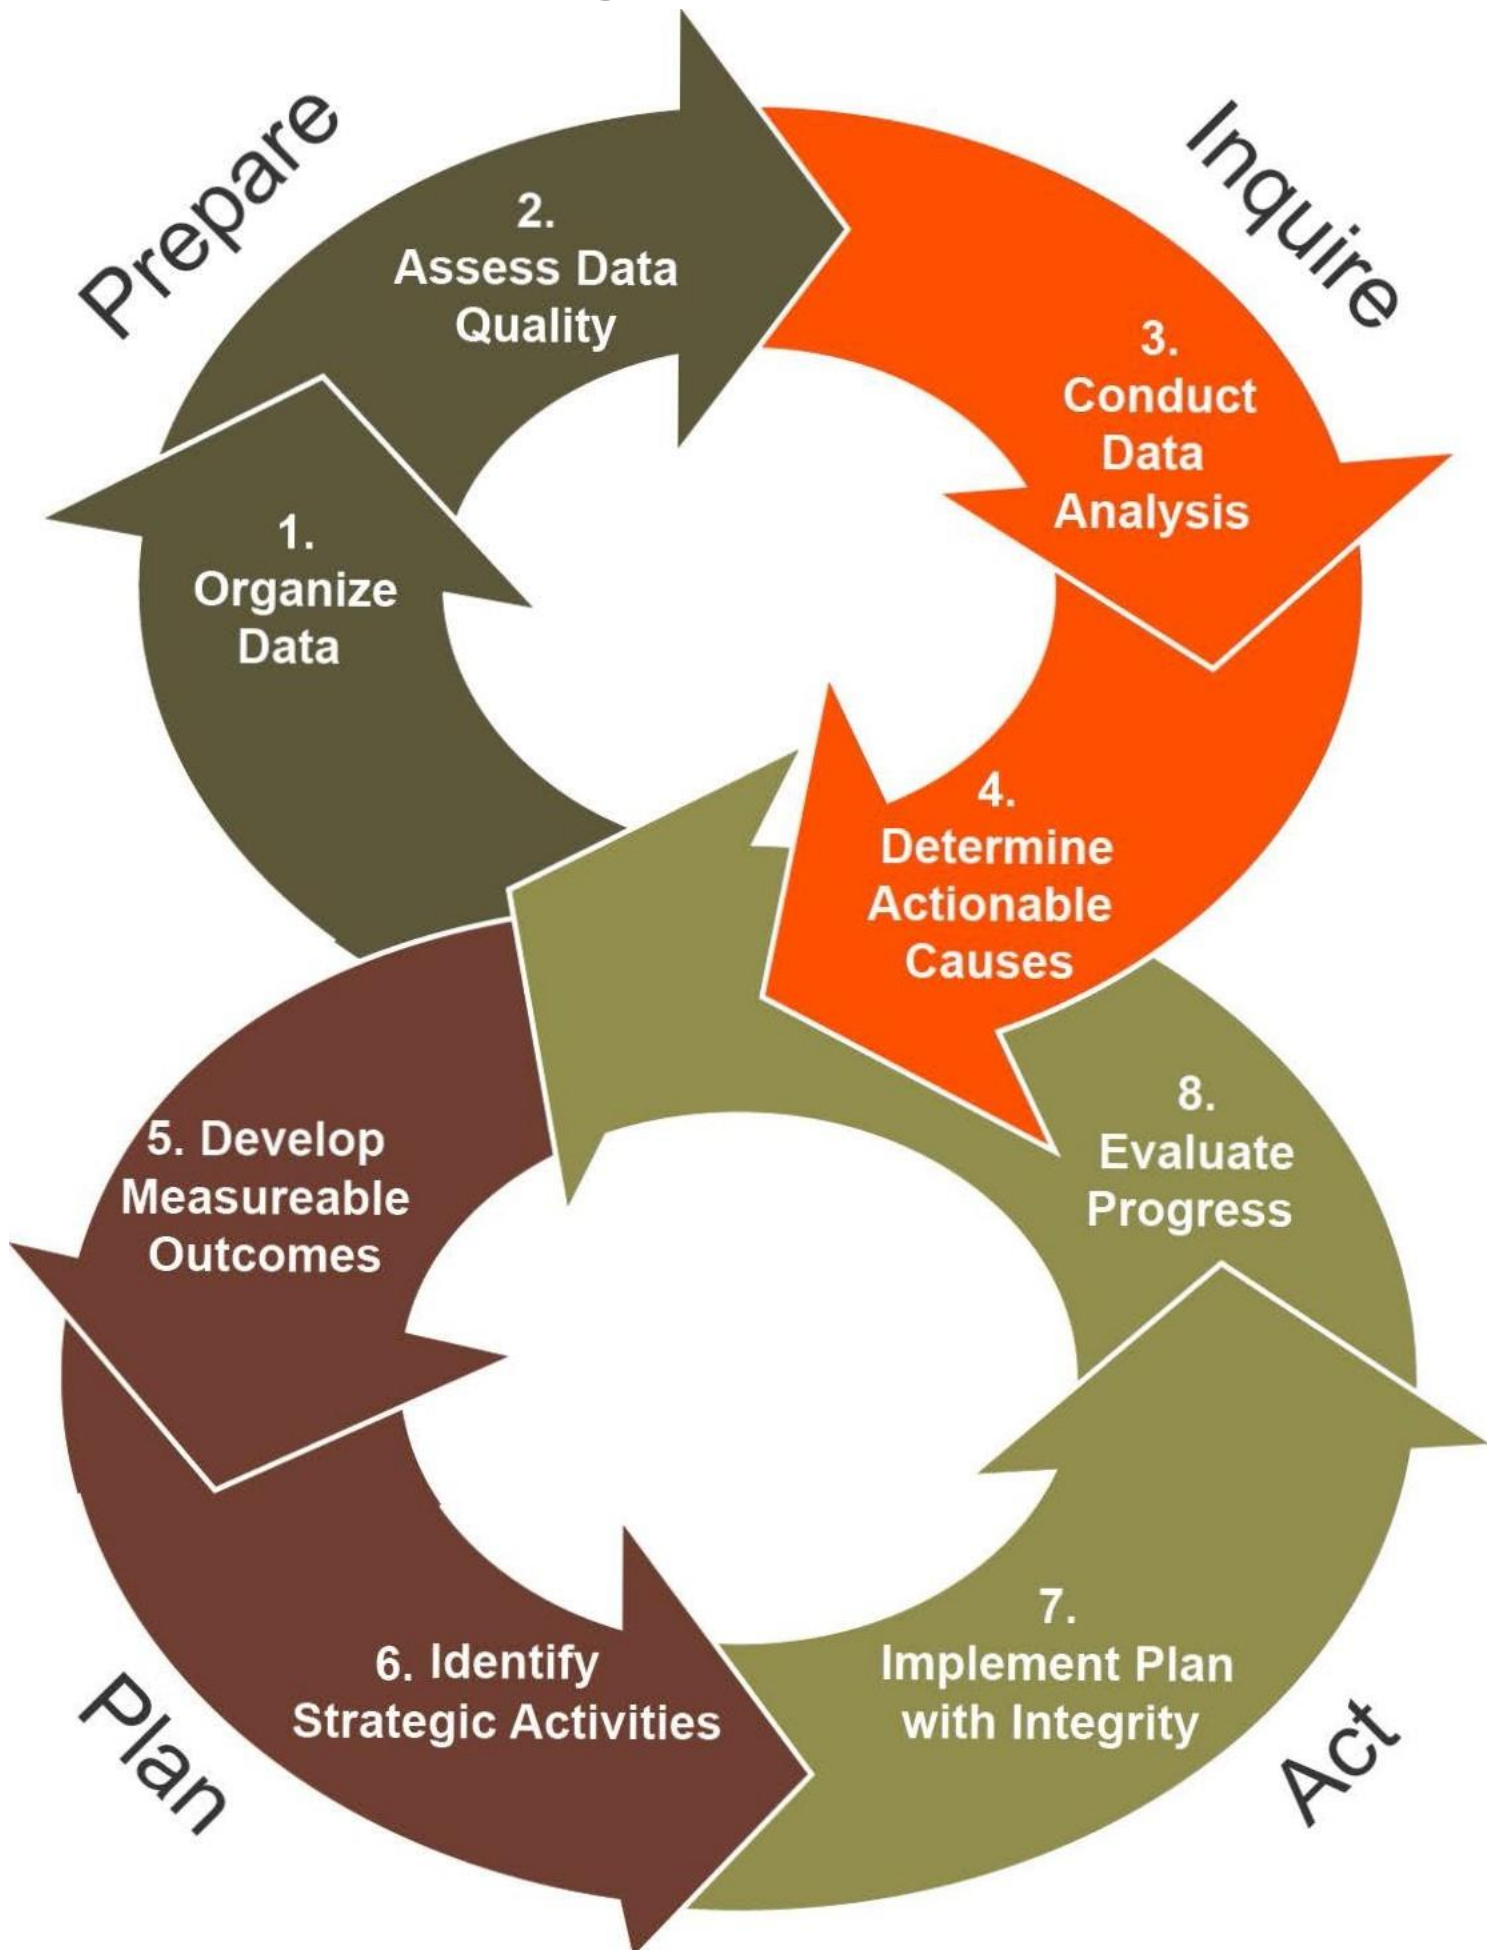 Prepare
Inquire
1.
Organize
Data
2.
Assess Data
Quality
3.
Conduct
Data
Analysis
4.
Determine
Actionable
Causes
5. Develop
Measureable
Outcomes
6. Identify
Strategic Activities
7.
Implement Plan
with Integrity
8.
Evaluate
Progress
Plan
Act